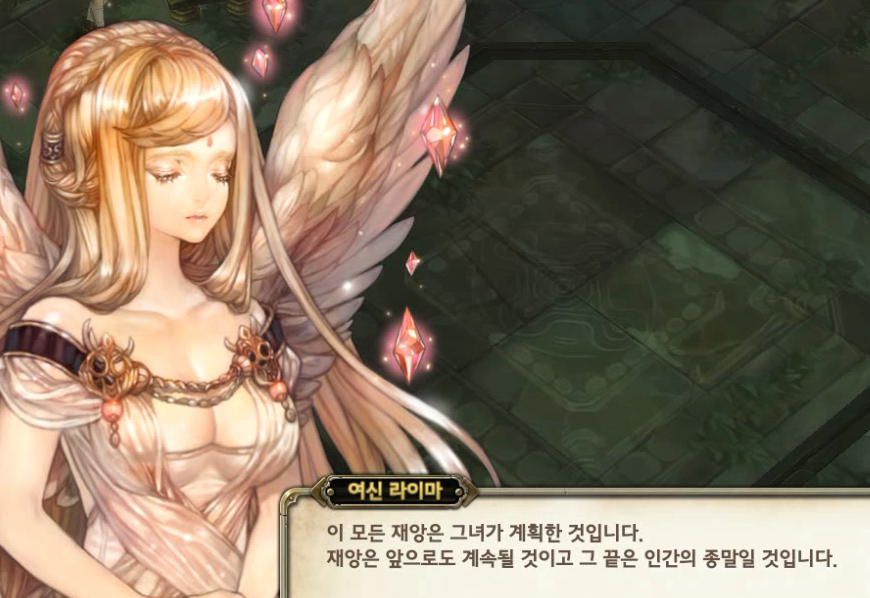 여신 라이마
이 모든 재앙은 그녀가 계획한 것입니다.
재앙은 앞으로도 계속될 것이고 그 끝은 인간의 종말일 것입니다.